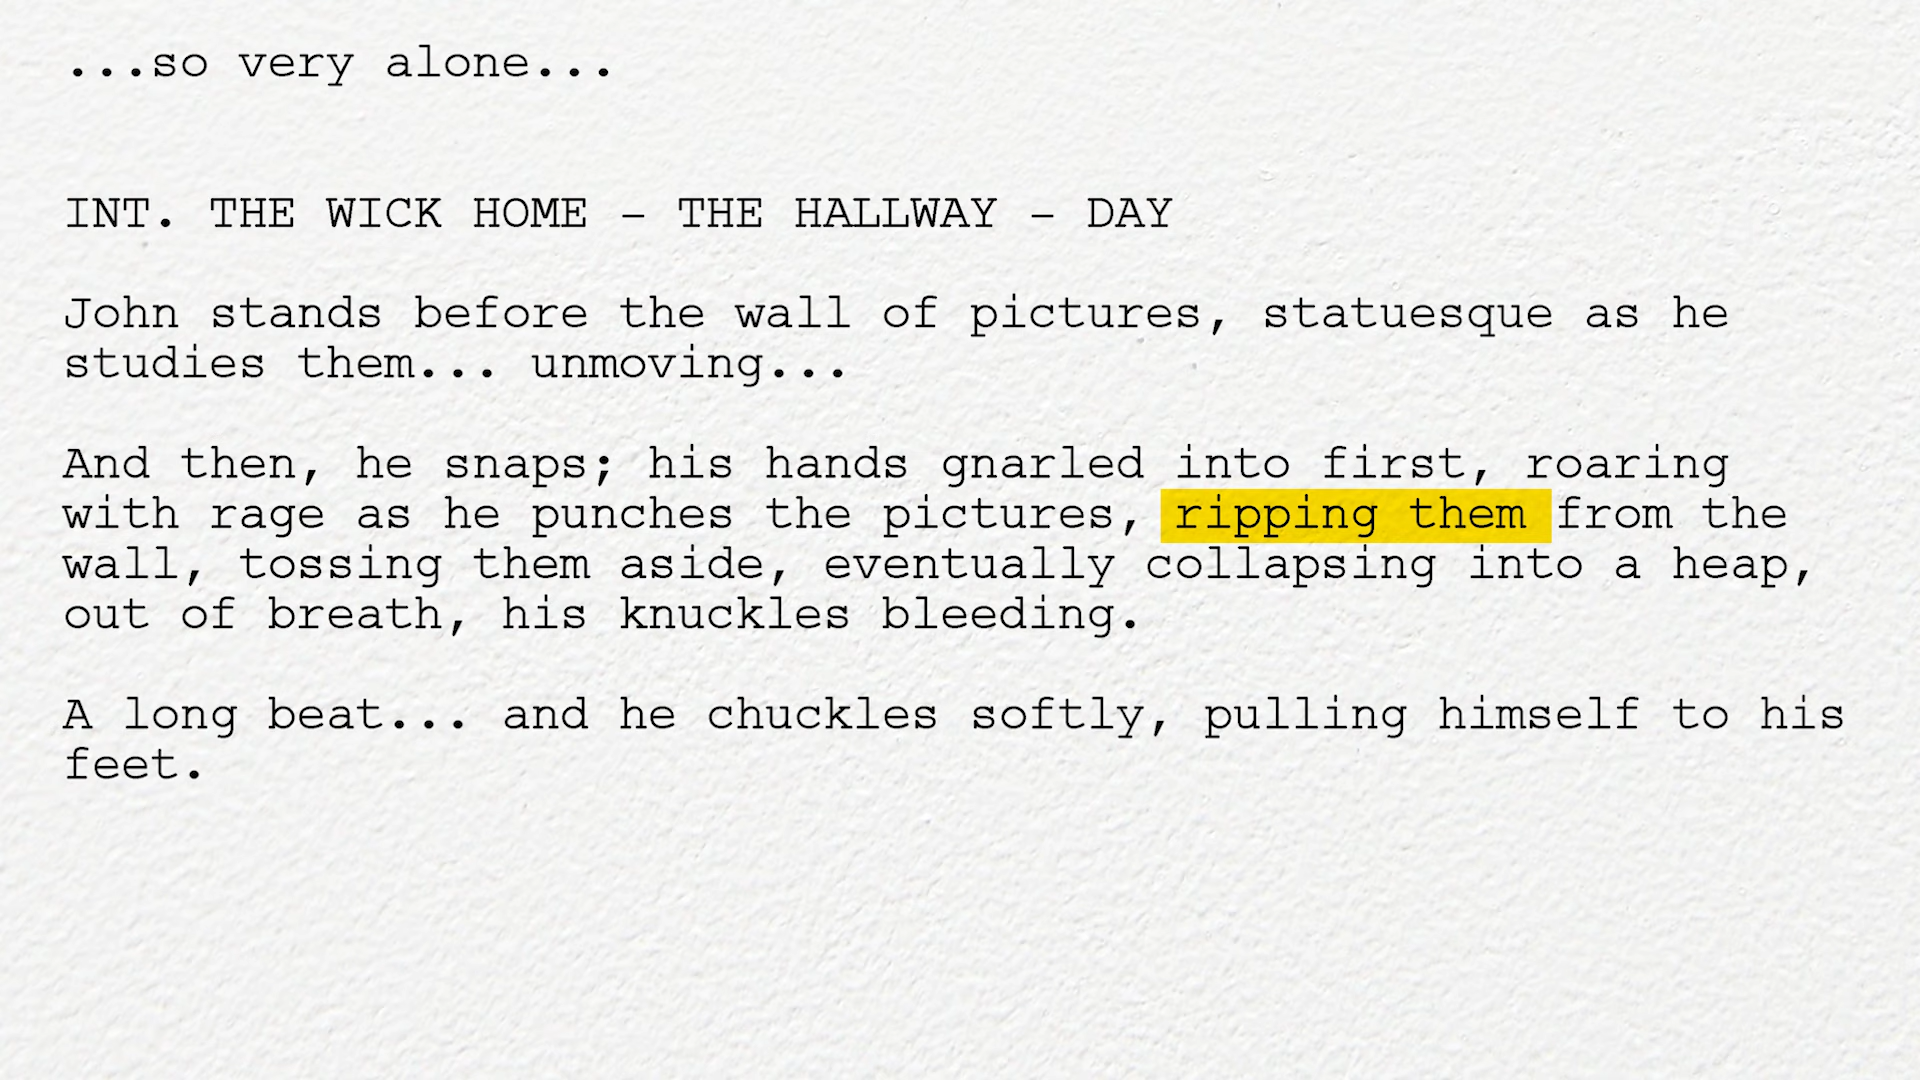 ...so very alone...
INT. THE WICK HOME – THE HALLWAY – DAY
John stands before the wall of pictures, statuesque as he
studies them... unmoving...
And then, he snaps; his hands gnarled into first, roaring
with rage as he punches the pictures, ripping them from the
wall, tossing them aside, eventually collapsing into a heap,
out of breath, his knuckles bleeding.
A long beat... and he chuckles softly, pulling himself to his
feet.